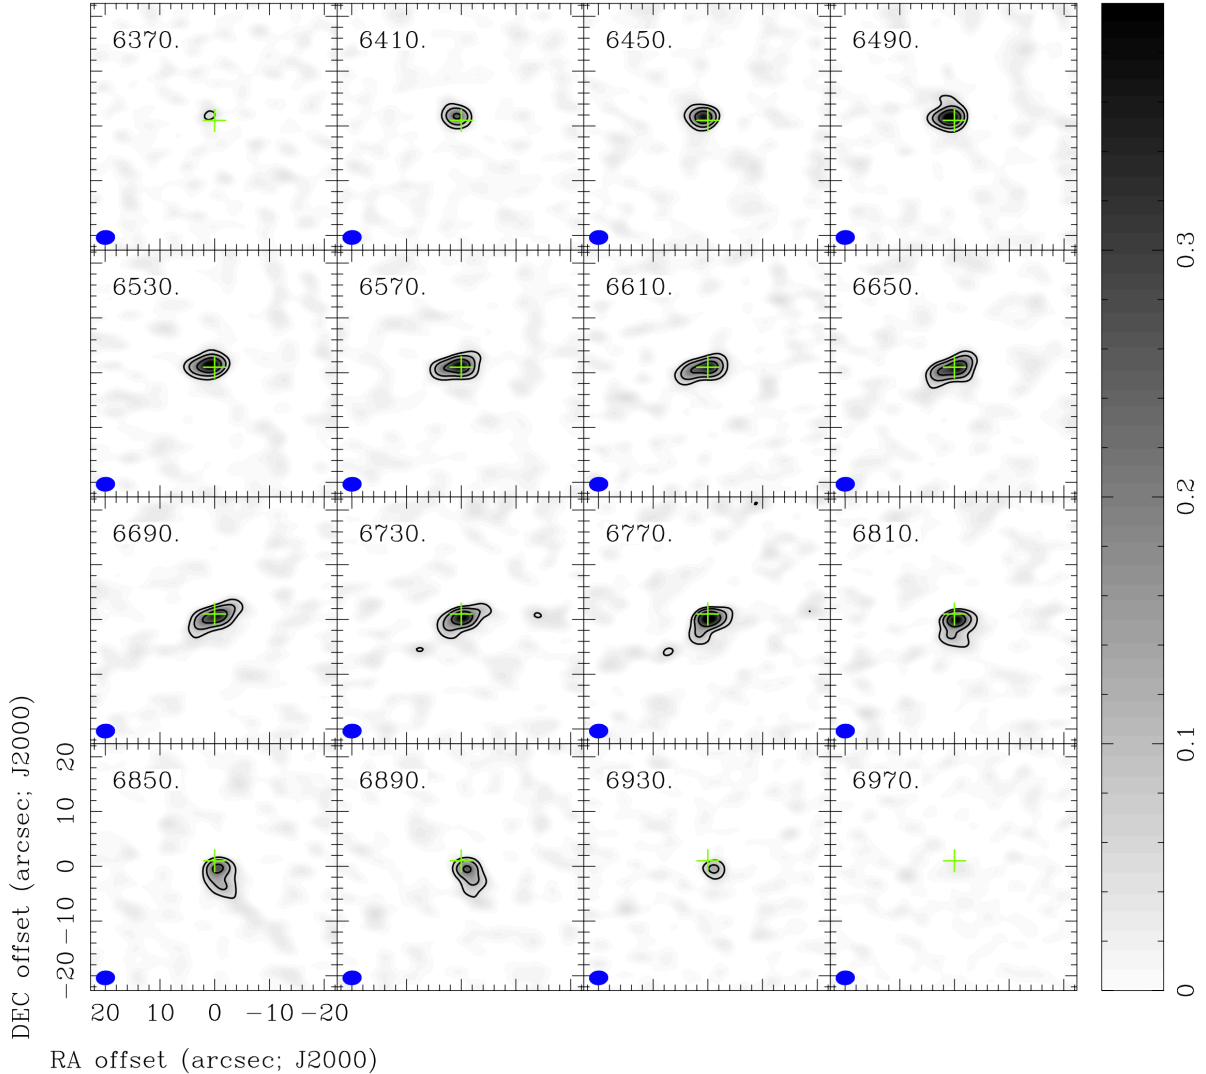 6370. 6410. 6450. 6490.
6530. 6570. 6610. 6650.
6690. 6730. 6770. 6810.
6850. 6890. 6930. 6970.
20
10
0
−10
−20
DEC offset (arcsec; J2000)
20 10 0 −10 −20
RA offset (arcsec; J2000)
0.3
0.2
0.1
0